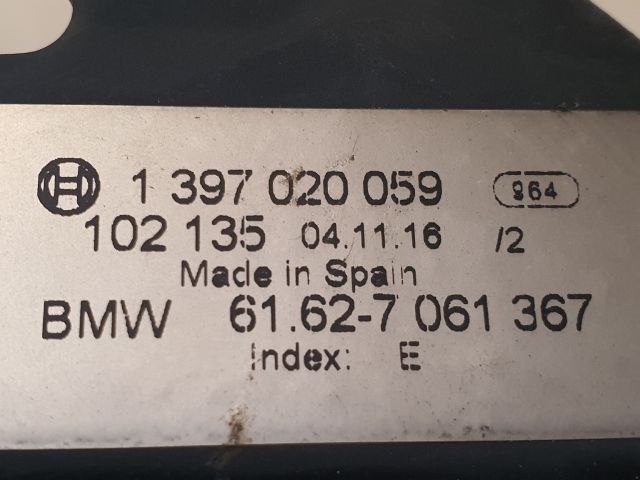 1 397 020 059 964
102 135 04.11.16 /2
Made in Spain
BMW 61.62-7 061 367
Index: E